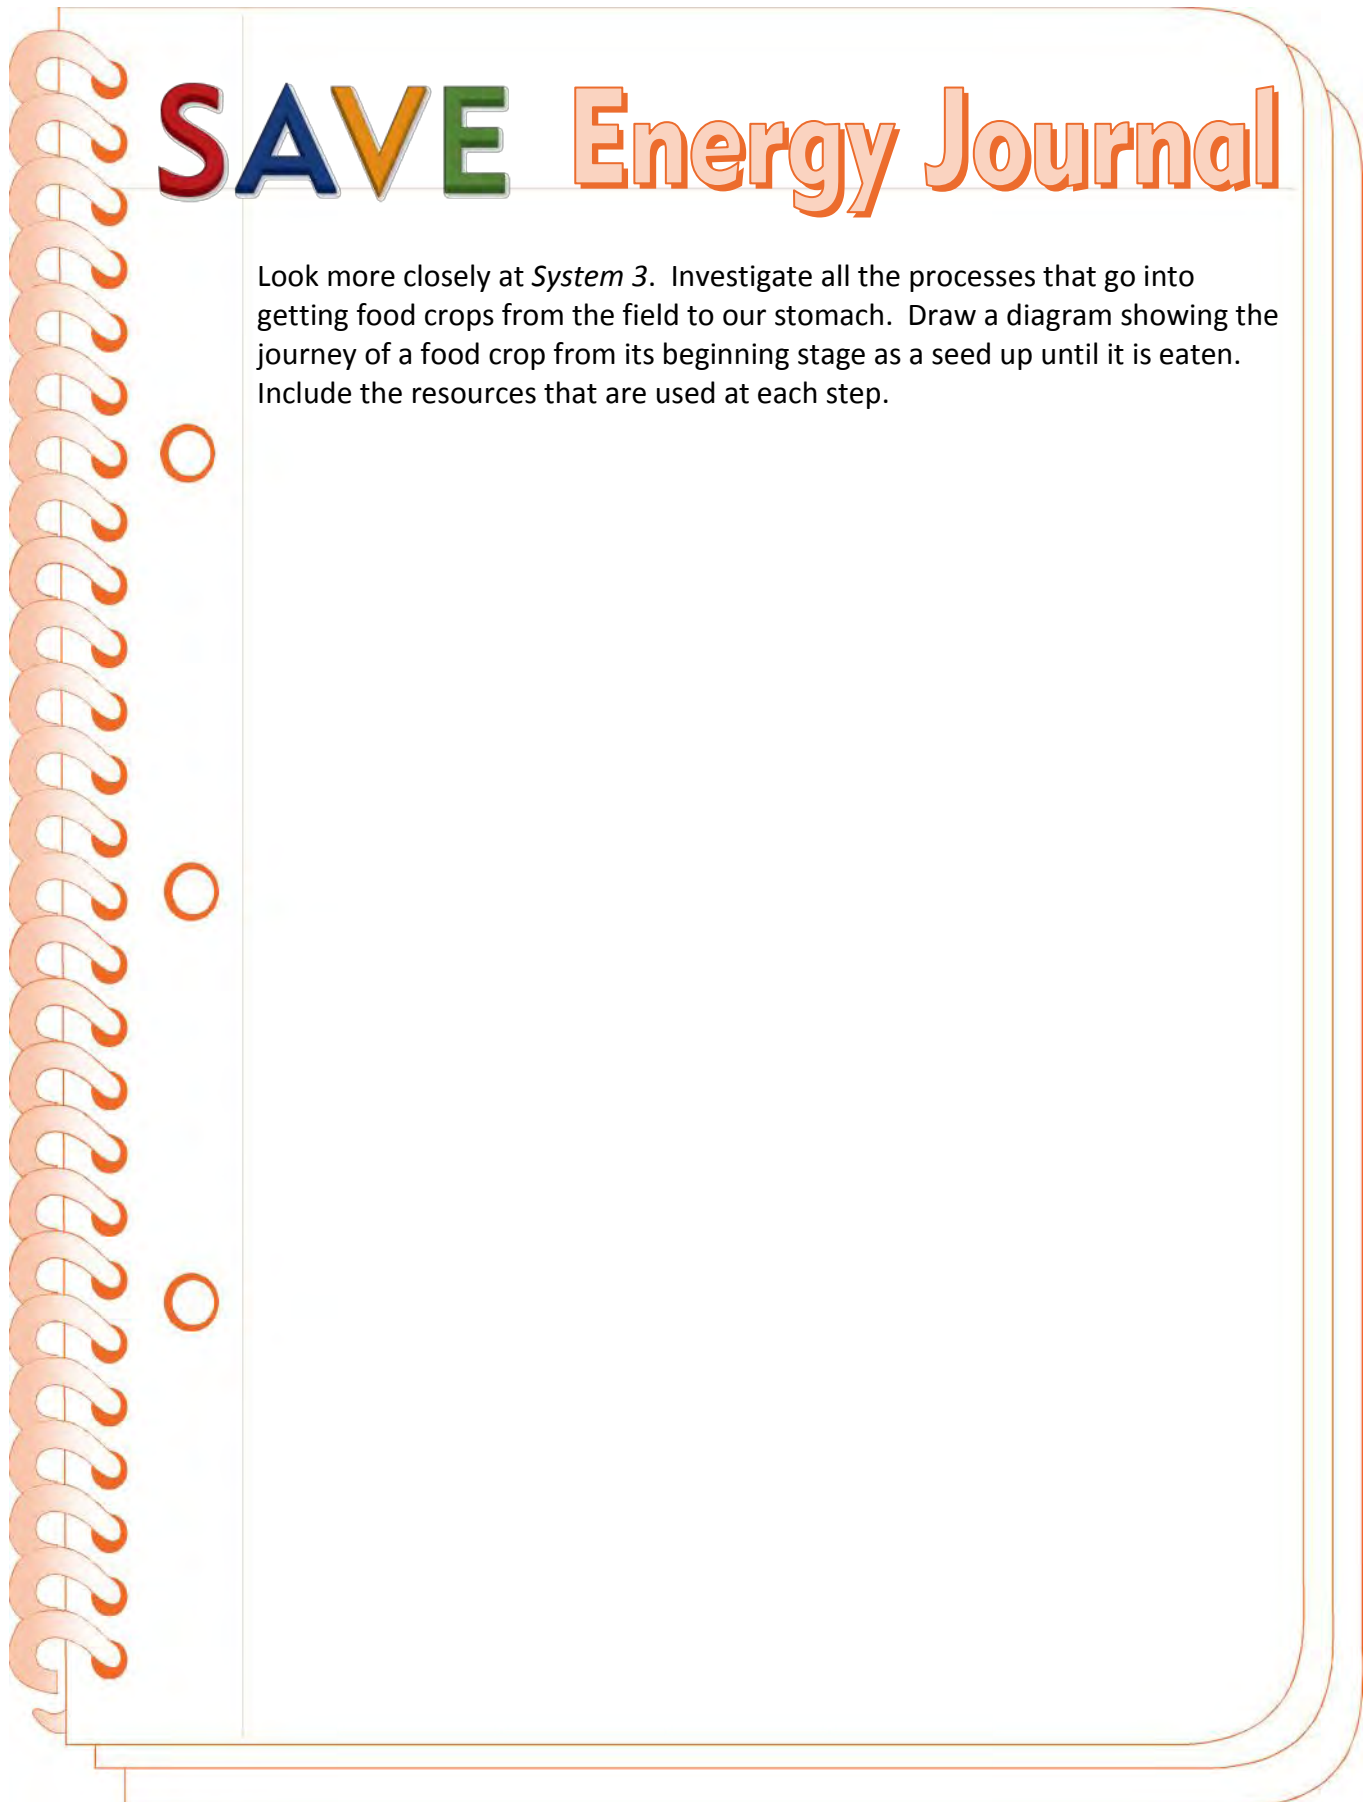 SAVE Energy Journal
Look more closely at System 3.  Investigate all the processes that go into
getting food crops from the field to our stomach.  Draw a diagram showing the
journey of a food crop from its beginning stage as a seed up until it is eaten.
Include the resources that are used at each step.